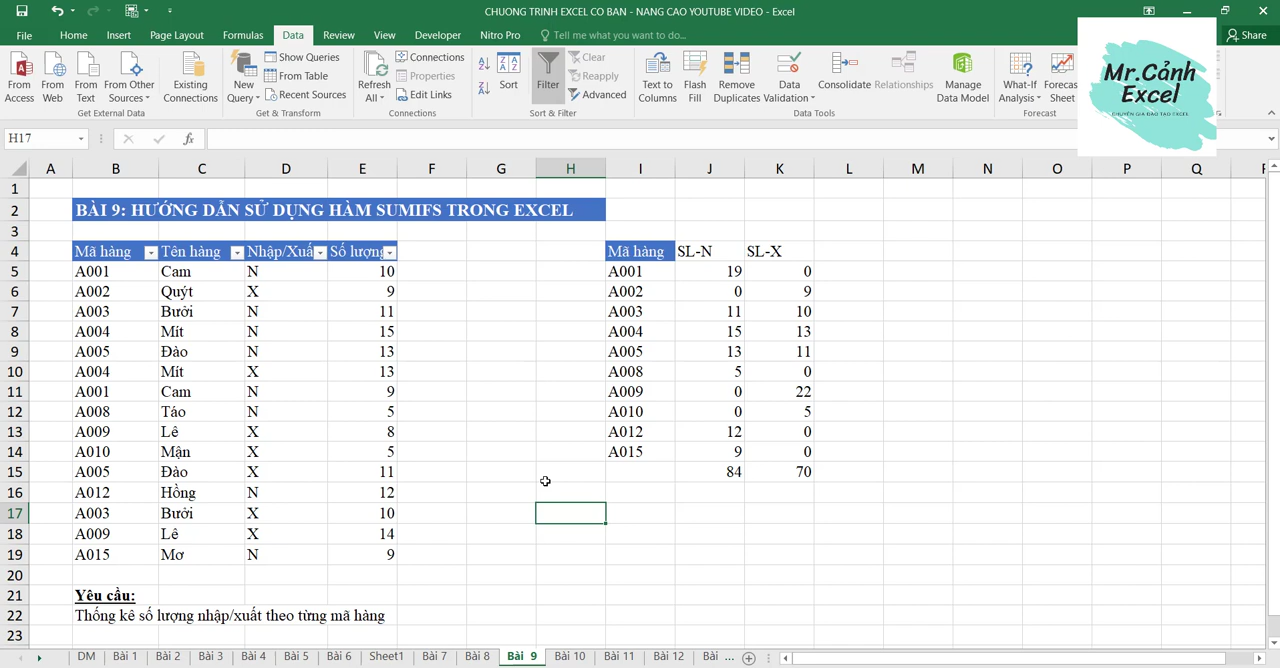 CHUONG TRINH EXCEL CO BAN - NANG CAO YOUTUBE VIDEO - Excel
File Home Insert Page Layout Formulas Data Review View Developer Nitro Pro Tell me what you want to do... Share
From Access
From Web
From Text
From Other Sources
Existing Connections
Get External Data
New Query
Show Queries
From Table
Recent Sources
Get & Transform
Refresh All
Connections
Properties
Edit Links
Connections
Sort
Filter
Clear
Reapply
Advanced
Sort & Filter
Text to Columns
Flash Fill
Remove Duplicates
Data Validation
Consolidate
Relationships
Manage Data Model
Data Tools
What-If Analysis
Forecas
Sheet
Forecast
Mr.Cảnh
Excel
CHUYÊN GIA ĐÀO TẠO EXCEL
H17 fx
A B C D E F G H I J K L M N O P Q
1
2 BÀI 9: HƯỚNG DẪN SỬ DỤNG HÀM SUMIFS TRONG EXCEL
3
4 Mã hàng Tên hàng Nhập/Xuấ Số lượng Mã hàng SL-N SL-X
5 A001 Cam N 10 A001 19 0
6 A002 Quýt X 9 A002 0 9
7 A003 Bưởi N 11 A003 11 10
8 A004 Mít N 15 A004 15 13
9 A005 Đào N 13 A005 13 11
10 A004 Mít X 13 A008 5 0
11 A001 Cam N 9 A009 0 22
12 A008 Táo N 5 A010 0 5
13 A009 Lê X 8 A012 12 0
14 A010 Mận X 5 A015 9 0
15 A005 Đào X 11 84 70
16 A012 Hồng N 12
17 A003 Bưởi X 10
18 A009 Lê X 14
19 A015 Mơ N 9
20
21 Yêu cầu:
22 Thống kê số lượng nhập/xuất theo từng mã hàng
23
DM Bài 1 Bài 2 Bài 3 Bài 4 Bài 5 Bài 6 Sheet1 Bài 7 Bài 8 Bài 9 Bài 10 Bài 11 Bài 12 Bài ...